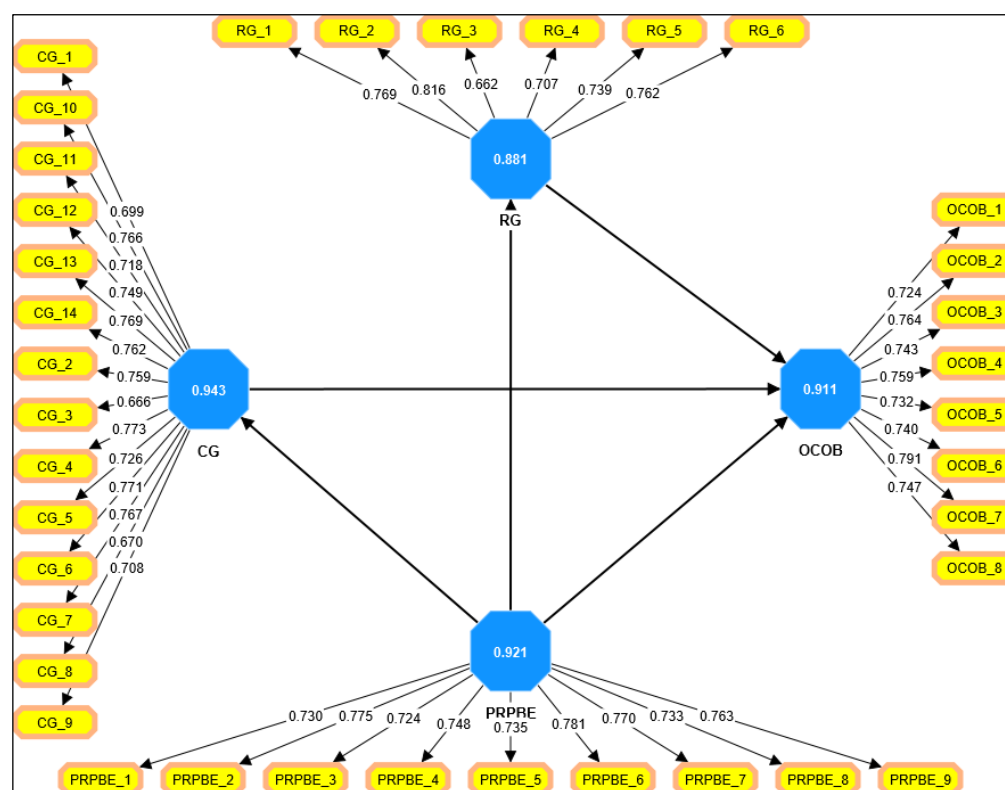 RG_1 RG_2 RG_3 RG_4 RG_5 RG_6
0.769 0.816 0.662 0.707 0.739 0.762
0.881
RG
CG_1
CG_10
CG_11
CG_12
CG_13
CG_14
CG_2
CG_3
CG_4
CG_5
CG_6
CG_7
CG_8
CG_9
0.699
0.766
0.718
0.749
0.769
0.762
0.759
0.666
0.773
0.726
0.771
0.767
0.670
0.708
0.943
CG
0.911
OCOB
0.724
0.764
0.743
0.759
0.732
0.740
0.791
0.747
OCOB_1
OCOB_2
OCOB_3
OCOB_4
OCOB_5
OCOB_6
OCOB_7
OCOB_8
0.921
PRPBE
0.730 0.775 0.724 0.748 0.735 0.781 0.770 0.733 0.763
PRPBE_1 PRPBE_2 PRPBE_3 PRPBE_4 PRPBE_5 PRPBE_6 PRPBE_7 PRPBE_8 PRPBE_9